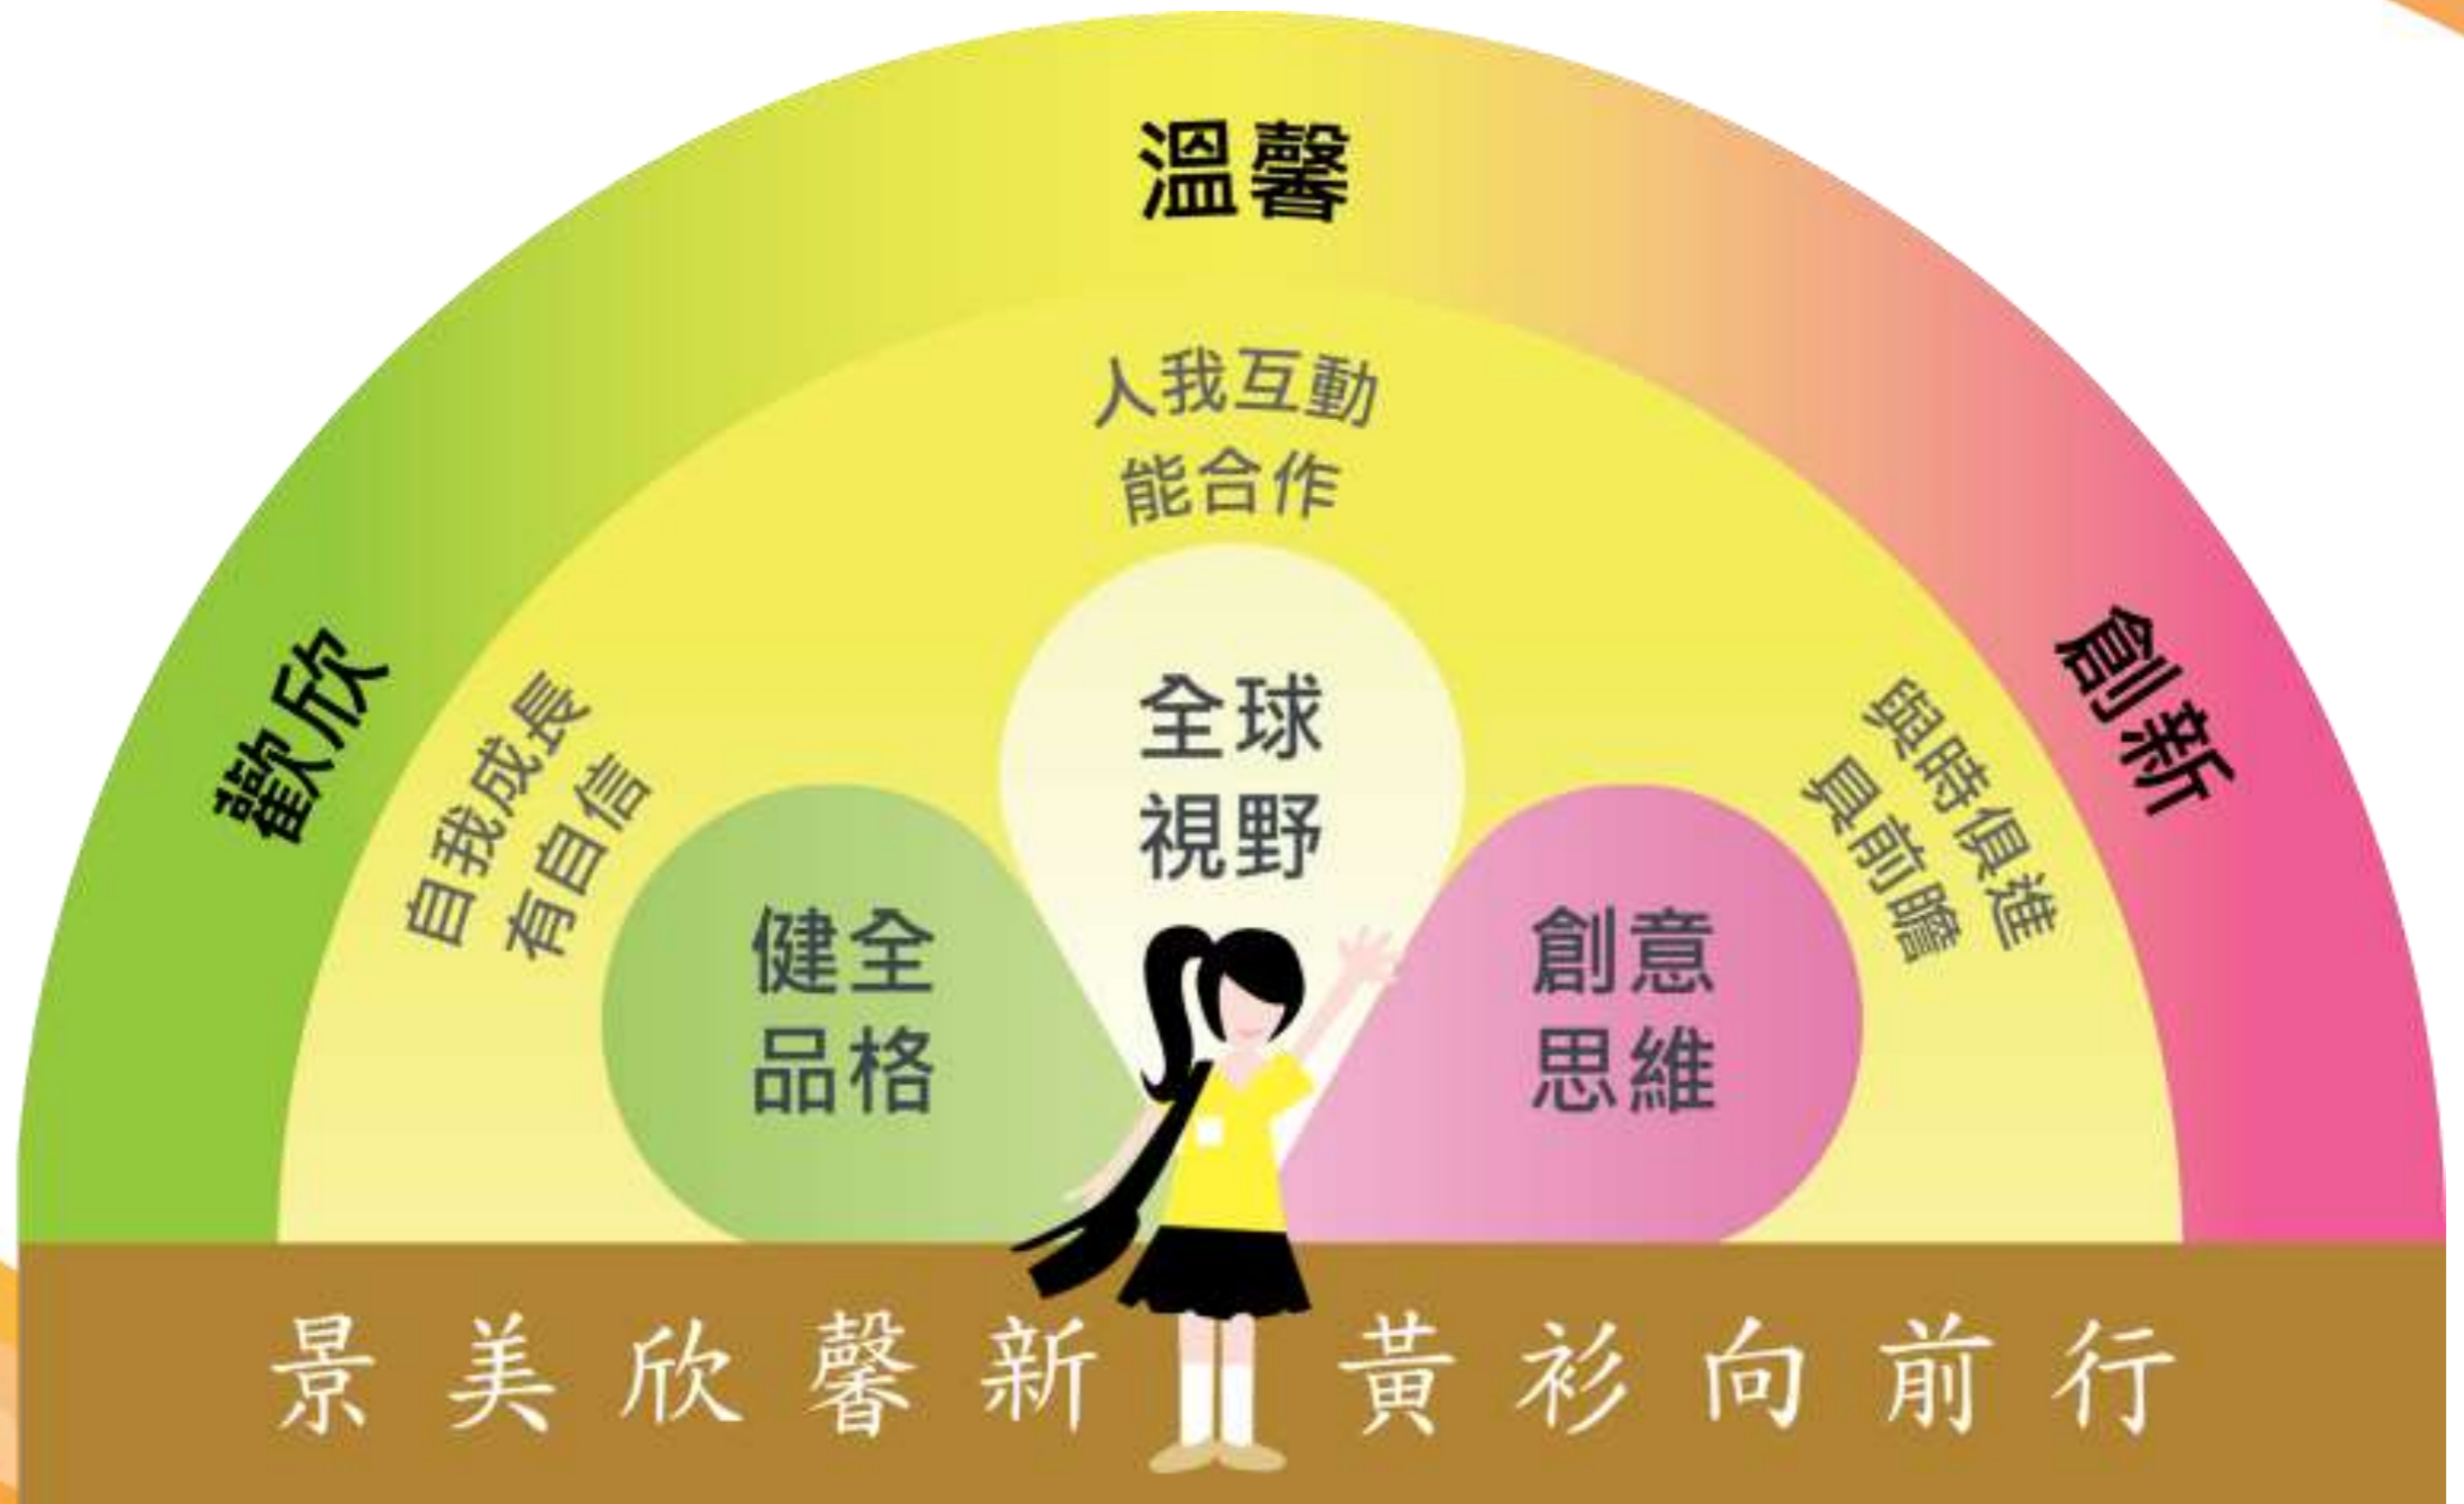 溫馨
歡欣
創新
人我互動
能合作
自我成長
有自信
與時俱進
具前瞻
全球
視野
健全
品格
創意
思維
景美欣馨新 黃衫向前行